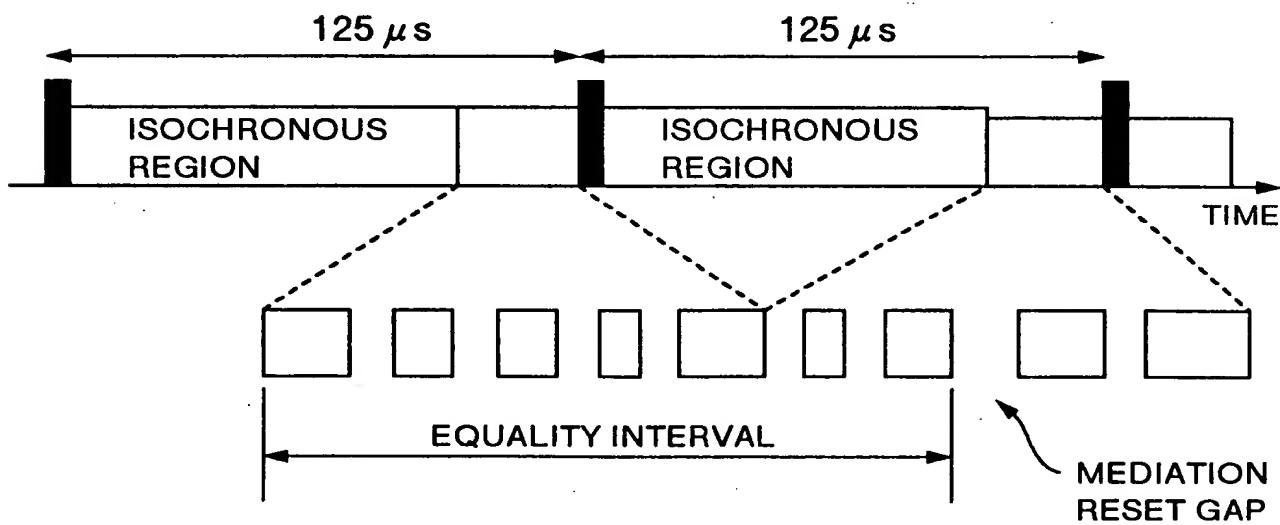 125 μs
125 μs
ISOCHRONOUS
REGION
ISOCHRONOUS
REGION
TIME
EQUALITY INTERVAL
MEDIATION
RESET GAP